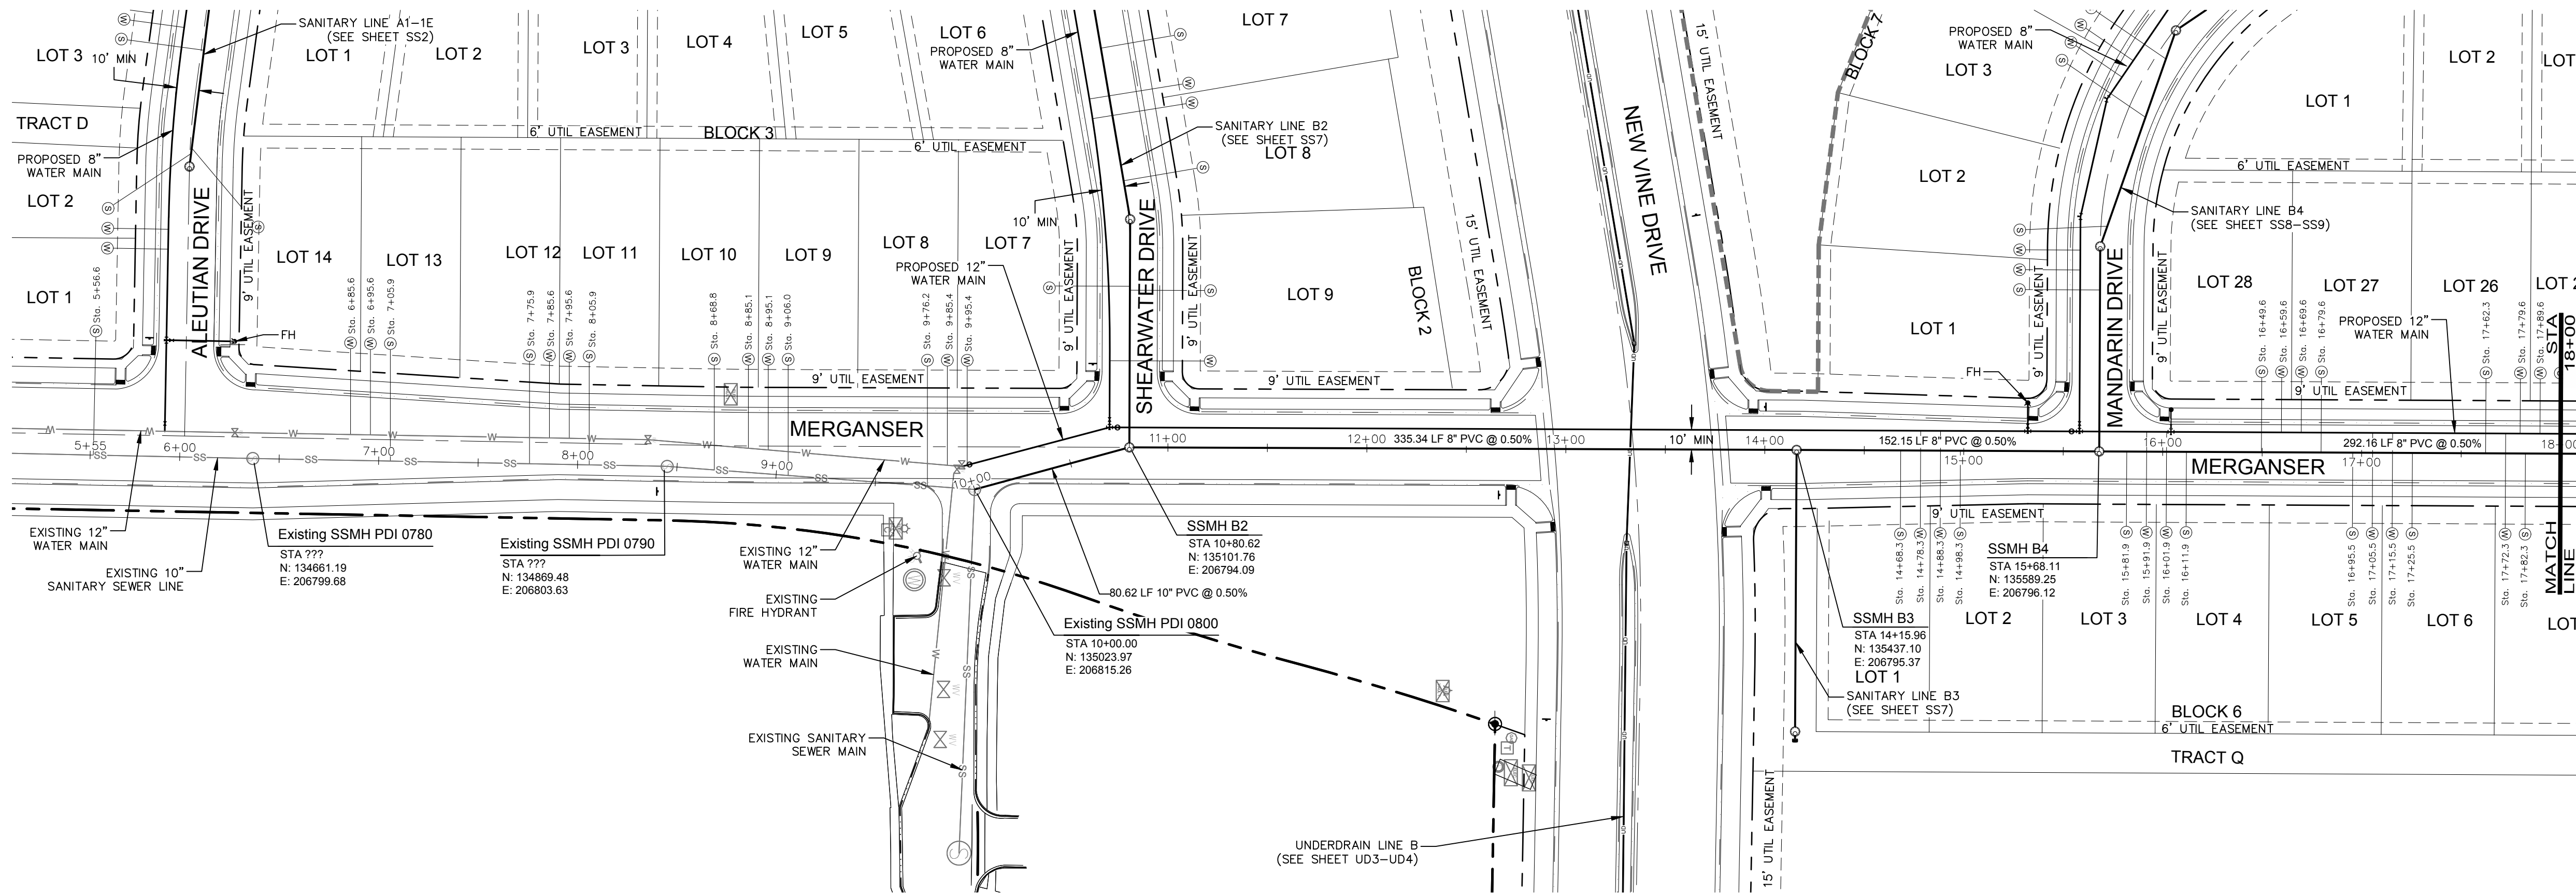 SANITARY LINE A1-1E
(SEE SHEET SS2)
LOT 3
10' MIN
LOT 1
LOT 2
LOT 3
LOT 4
LOT 5
LOT 6
PROPOSED 8"
WATER MAIN
LOT 7
15' UTIL EASEMENT
BLOCK 7
PROPOSED 8"
WATER MAIN
LOT 3
LOT 1
LOT 2
LOT
TRACT D
PROPOSED 8"
WATER MAIN
LOT 2
LOT 1
6' UTIL EASEMENT
BLOCK 3
6' UTIL EASEMENT
SANITARY LINE B2
(SEE SHEET SS7)
LOT 8
NEW VINE DRIVE
LOT 2
6' UTIL EASEMENT
SANITARY LINE B4
(SEE SHEET SS8-SS9)
ALEUTIAN DRIVE
9' UTIL EASEMENT
FH
LOT 14
LOT 13
LOT 12
LOT 11
LOT 10
LOT 9
LOT 8
LOT 7
10' MIN
PROPOSED 12"
WATER MAIN
9' UTIL EASEMENT
SHEARWATER DRIVE
9' UTIL EASEMENT
LOT 9
BLOCK 2
15' UTIL EASEMENT
LOT 1
FH
9' UTIL EASEMENT
MANDARIN DRIVE
9' UTIL EASEMENT
LOT 28
LOT 27
LOT 26
LOT 2
PROPOSED 12"
WATER MAIN
S Sta. 5+56.6
W Sta. 6+85.6
W Sta. 6+95.6
S Sta. 7+05.9
S Sta. 7+75.9
W Sta. 7+85.6
W Sta. 7+95.6
S Sta. 8+05.9
S Sta. 8+68.8
W Sta. 8+85.1
W Sta. 8+95.1
S Sta. 9+06.0
S Sta. 9+76.2
W Sta. 9+85.4
W Sta. 9+95.4
S Sta. 16+49.6
W Sta. 16+59.6
W Sta. 16+69.6
S Sta. 16+79.6
S Sta. 17+62.3
W Sta. 17+79.6
W Sta. 17+89.6
9' UTIL EASEMENT
9' UTIL EASEMENT
9' UTIL EASEMENT
MATCH LINE STA 18+00
MERGANSER
5+55
6+00
7+00
8+00
9+00
10+00
11+00
12+00
335.34 LF 8" PVC @ 0.50%
13+00
10' MIN
14+00
152.15 LF 8" PVC @ 0.50%
15+00
16+00
292.16 LF 8" PVC @ 0.50%
17+00
18+00
MERGANSER
EXISTING 12"
WATER MAIN
EXISTING 10"
SANITARY SEWER LINE
Existing SSMH PDI 0780
STA ???
N: 134661.19
E: 206799.68
Existing SSMH PDI 0790
STA ???
N: 134869.48
E: 206803.63
EXISTING 12"
WATER MAIN
EXISTING
FIRE HYDRANT
EXISTING
WATER MAIN
EXISTING SANITARY
SEWER MAIN
SSMH B2
STA 10+80.62
N: 135101.76
E: 206794.09
80.62 LF 10" PVC @ 0.50%
Existing SSMH PDI 0800
STA 10+00.00
N: 135023.97
E: 206815.26
UNDERDRAIN LINE B
(SEE SHEET UD3-UD4)
9' UTIL EASEMENT
Sta. 14+68.3 S
Sta. 14+78.3 W
Sta. 14+88.3 W
Sta. 14+98.3 S
SSMH B4
STA 15+68.11
N: 135589.25
E: 206796.12
Sta. 15+81.9 S
Sta. 15+91.9 W
Sta. 16+01.9 W
Sta. 16+11.9 S
Sta. 16+95.5 S
Sta. 17+05.5 W
Sta. 17+15.5 W
Sta. 17+25.5 S
Sta. 17+72.3 W
Sta. 17+82.3 S
SSMH B3
STA 14+15.96
N: 135437.10
E: 206795.37
LOT 1
LOT 2
LOT 3
LOT 4
LOT 5
LOT 6
LOT
SANITARY LINE B3
(SEE SHEET SS7)
BLOCK 6
6' UTIL EASEMENT
TRACT Q
15' UTIL EASEMENT